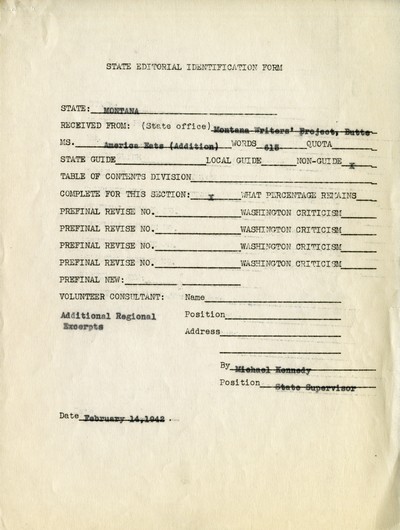 STATE EDITORIAL IDENTIFICATION FORM
STATE: MONTANA
RECEIVED FROM: (State office) Montana Writers' Project, Butte
MS. America Eats (Addition) WORDS 615 QUOTA
STATE GUIDE LOCAL GUIDE NON-GUIDE x
TABLE OF CONTENTS DIVISION
COMPLETE FOR THIS SECTION: x WHAT PERCENTAGE REMAINS
PREFINAL REVISE NO. WASHINGTON CRITICISM
PREFINAL REVISE NO. WASHINGTON CRITICISM
PREFINAL REVISE NO. WASHINGTON CRITICISM
PREFINAL REVISE NO. WASHINGTON CRITICISM
PREFINAL NEW:
VOLUNTEER CONSULTANT: Name
Additional Regional Excerpts
Position
Address
By Michael Kennedy
Position State Supervisor
Date February 14, 1942.